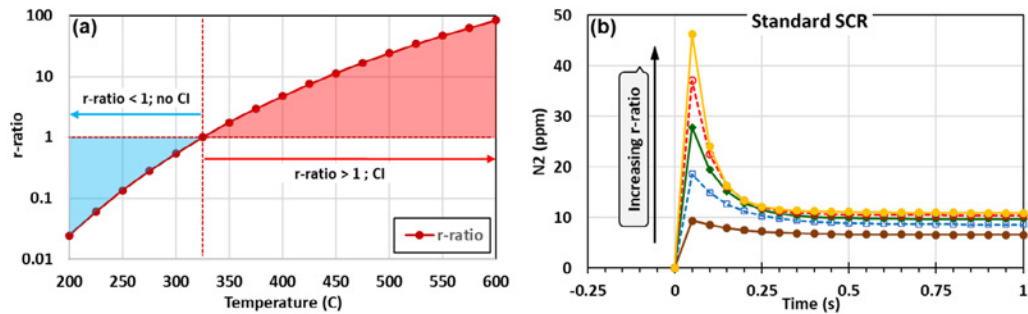 (a)
100
10
1
0.1
0.01
r-ratio
r-ratio < 1; no CI
r-ratio > 1 ; CI
r-ratio
200 250 300 350 400 450 500 550 600
Temperature (C)
(b)
Standard SCR
50
40
30
20
10
0
N2 (ppm)
Increasing r-ratio
-0.25 0 0.25 0.5 0.75 1
Time (s)